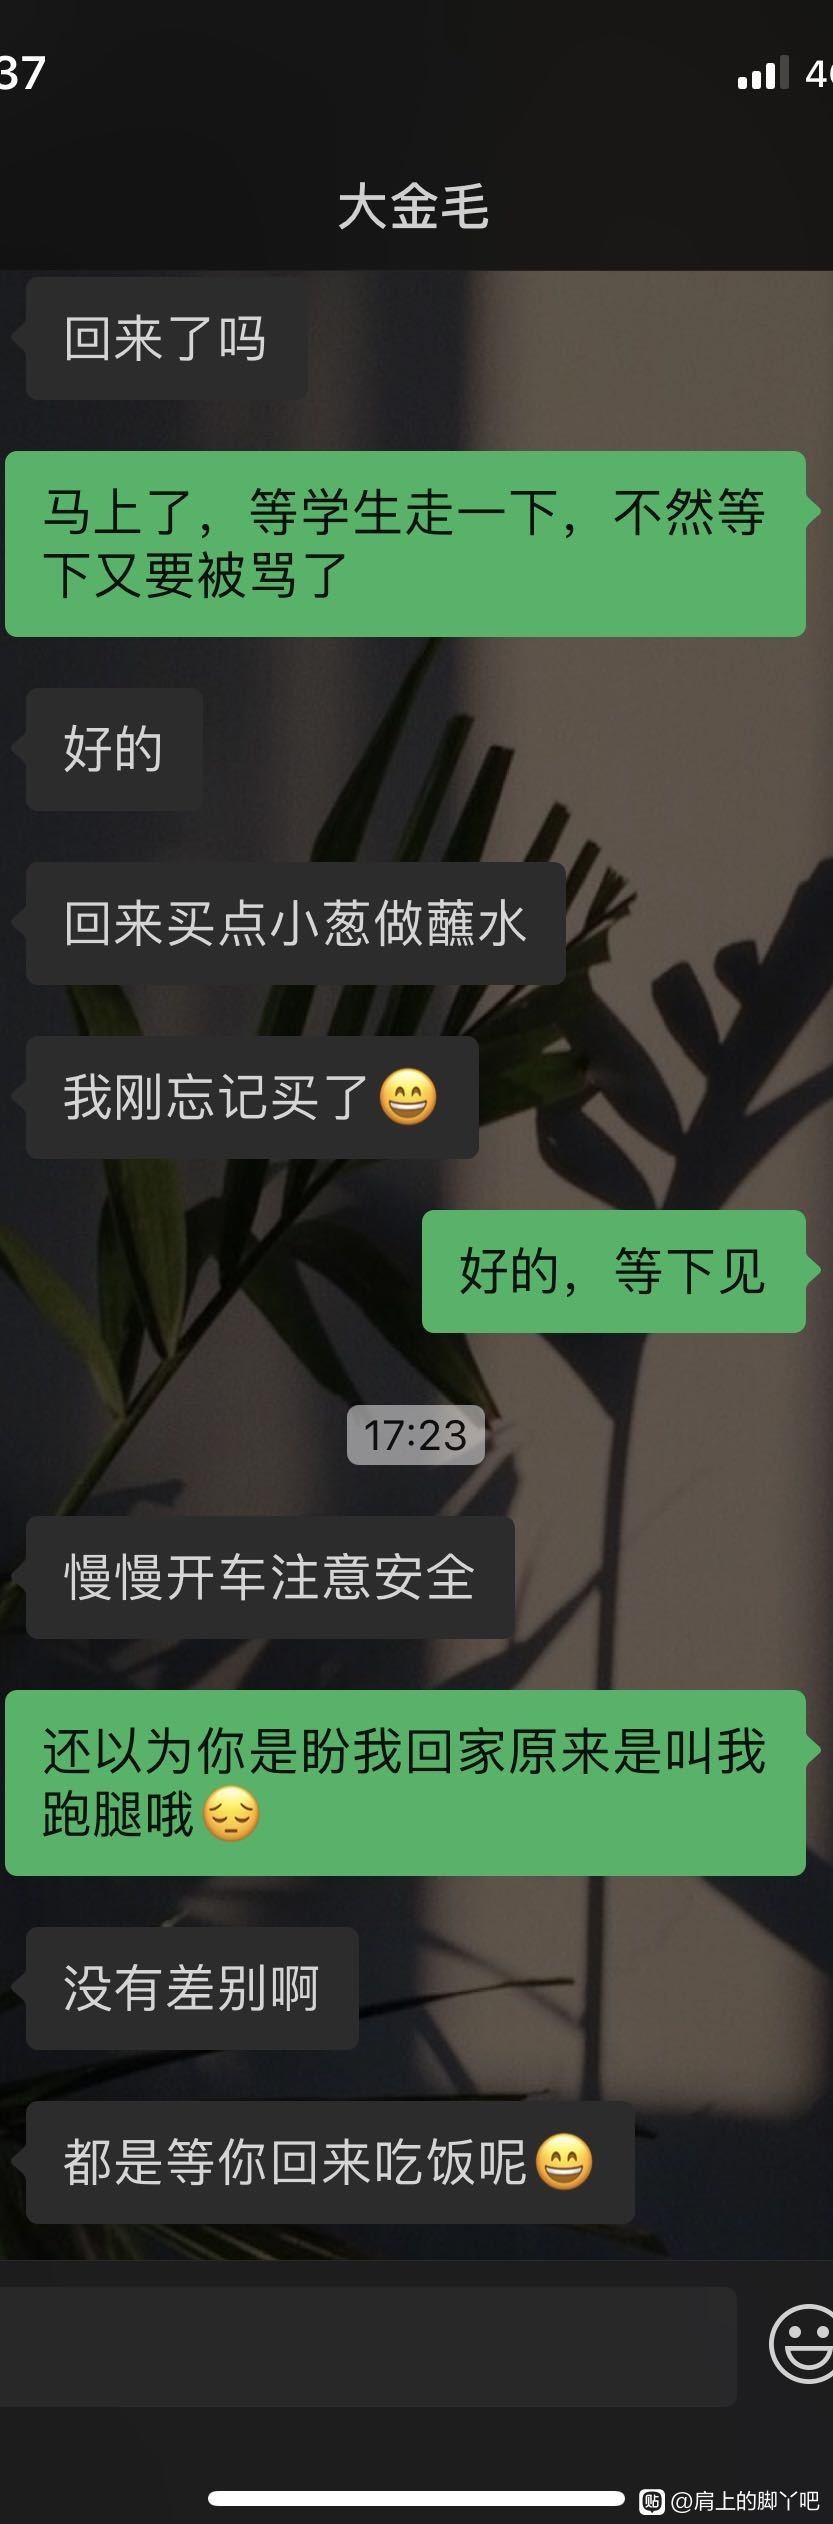 37
4
大金毛
回来了吗
马上了，等学生走一下，不然等
下又要被骂了
好的
回来买点小葱做蘸水
我刚忘记买了😄
好的，等下见
17:23
慢慢开车注意安全
还以为你是盼我回家原来是叫我
跑腿哦😔
没有差别啊
都是等你回来吃饭呢😄
贴 @肩上的脚丫吧